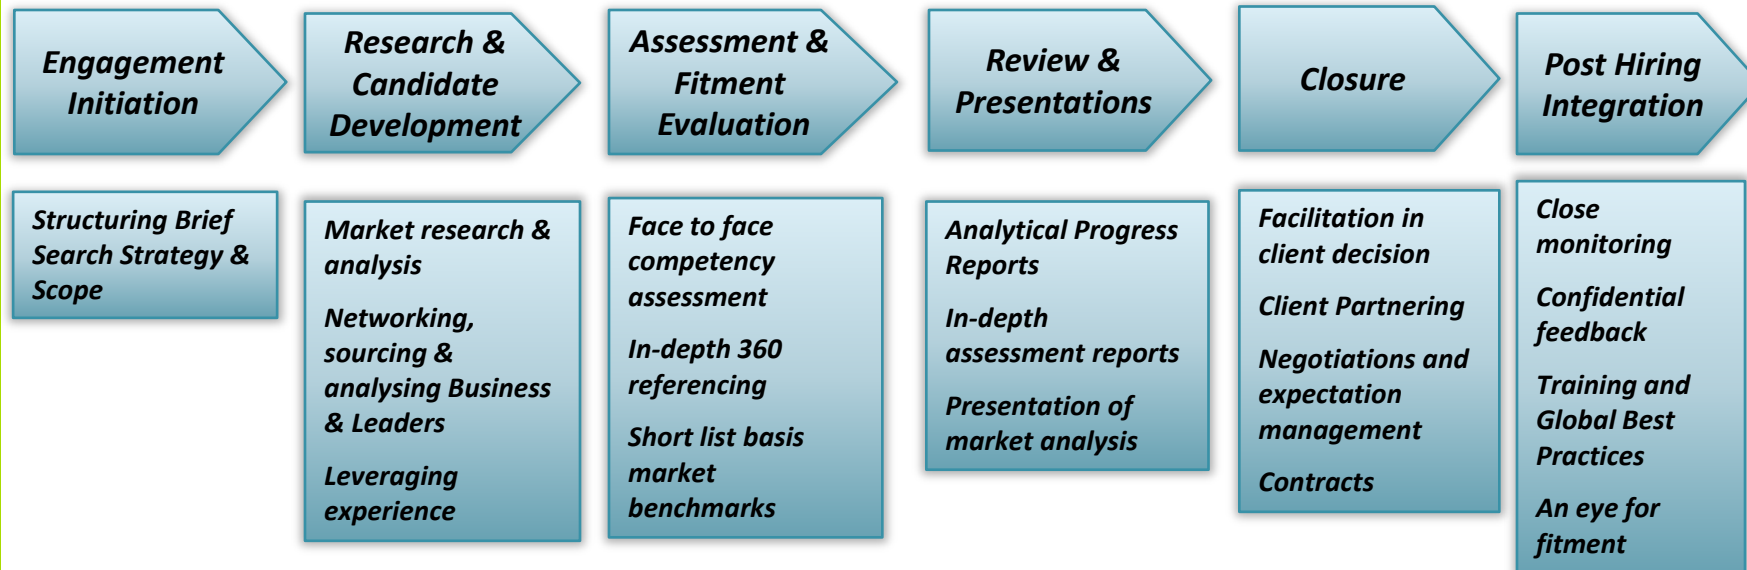 Engagement
Initiation
Research &
Candidate
Development
Assessment &
Fitment
Evaluation
Review &
Presentations
Closure
Post Hiring
Integration
Structuring Brief
Search Strategy &
Scope
Market research &
analysis
Networking,
sourcing &
analysing Business
& Leaders
Leveraging
experience
Face to face
competency
assessment
In-depth 360
referencing
Short list basis
market
benchmarks
Analytical Progress
Reports
In-depth
assessment reports
Presentation of
market analysis
Facilitation in
client decision
Client Partnering
Negotiations and
expectation
management
Contracts
Close
monitoring
Confidential
feedback
Training and
Global Best
Practices
An eye for
fitment